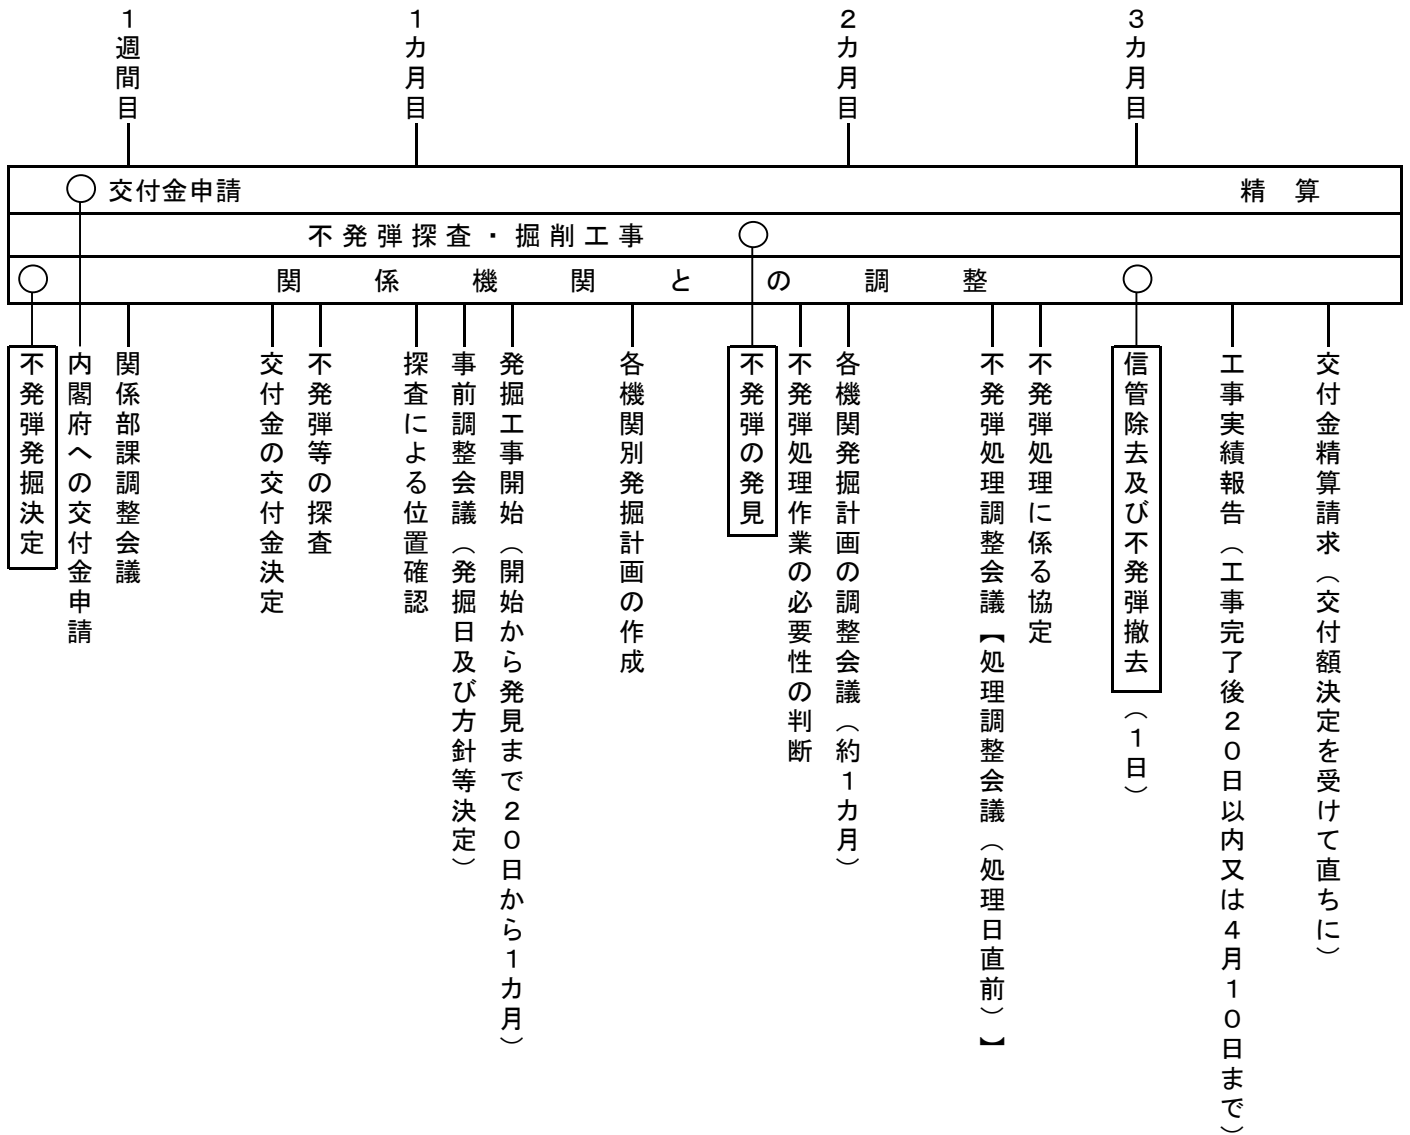 1週間目
1カ月目
2カ月目
3カ月目
交付金申請
精算
不発弾探査・掘削工事
関係機関との調整
不発弾発掘決定
内閣府への交付金申請
関係部課調整会議
交付金の交付金決定
不発弾等の探査
探査による位置確認
事前調整会議(発掘日及び方針等決定)
発掘工事開始(開始から発見まで20日から1カ月)
各機関別発掘計画の作成
不発弾の発見
不発弾処理作業の必要性の判断
各機関発掘計画の調整会議(約1カ月)
不発弾処理調整会議【処理調整会議(処理日直前)】
不発弾処理に係る協定
信管除去及び不発弾撤去(1日)
工事実績報告(工事完了後20日以内又は4月10日まで)
交付金精算請求(交付額決定を受けて直ちに)